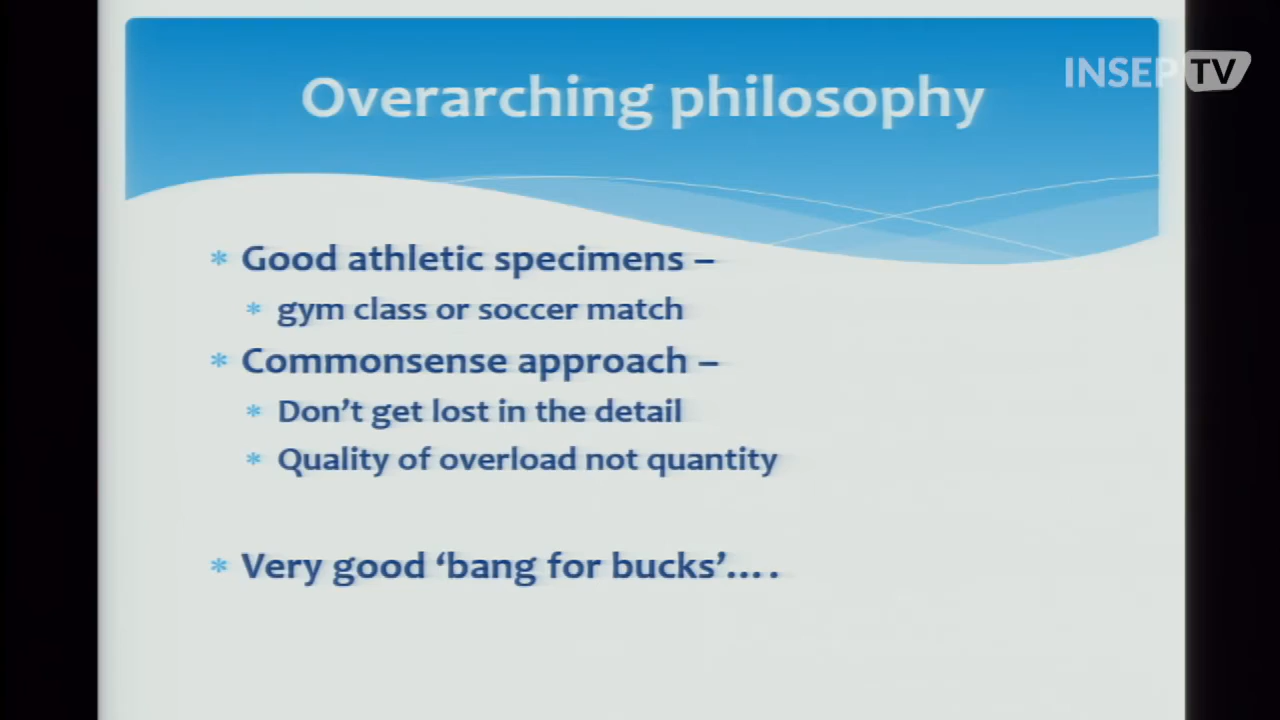 Overarching philosophy
INSEP TV
* Good athletic specimens –
* gym class or soccer match
* Commonsense approach –
* Don’t get lost in the detail
* Quality of overload not quantity
* Very good ‘bang for bucks’....